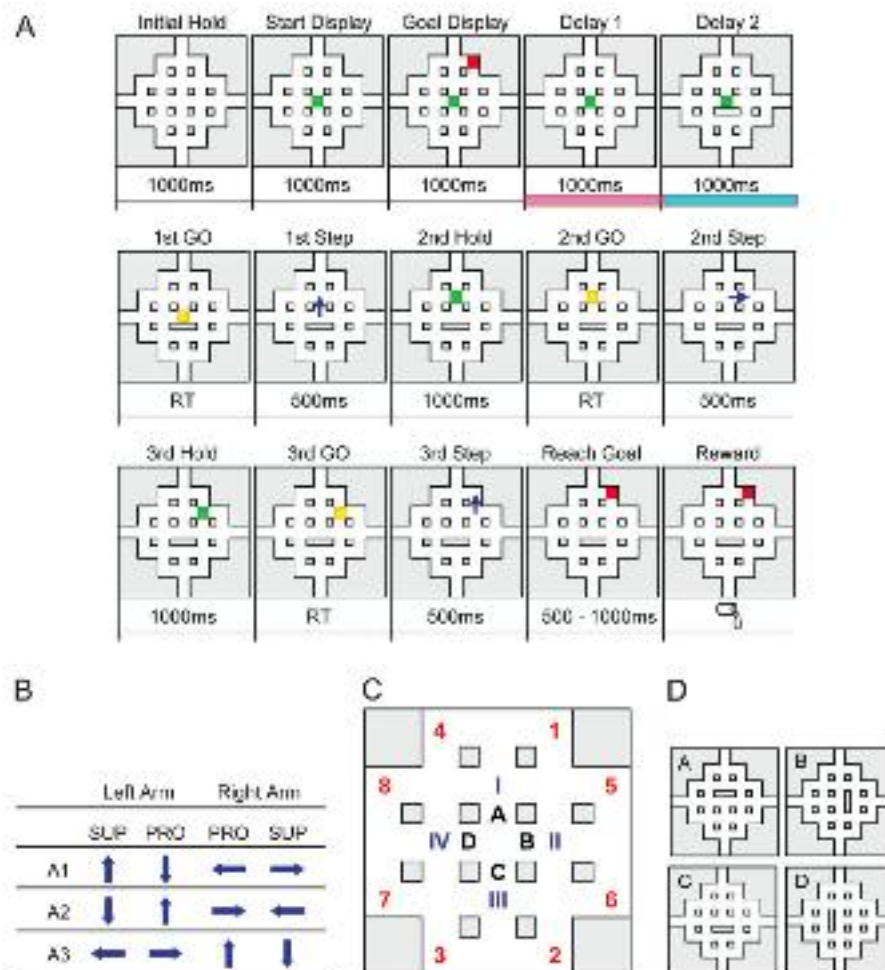 A
Initial Hold Start Display Goal Display Delay 1 Delay 2
1000ms 1000ms 1000ms 1000ms 1000ms
1st GO 1st Step 2nd Hold 2nd GO 2nd Step
RT 500ms 1000ms RT 500ms
3rd Hold 3rd GO 3rd Step Reach Goal Reward
1000ms RT 500ms 500 - 1000ms
B
Left Arm Right Arm
SUP PRO PRO SUP
A1
A2
A3
C
4 1
8 I 5
A
IV D B II
C
7 III 6
3 2
D
A B
C D